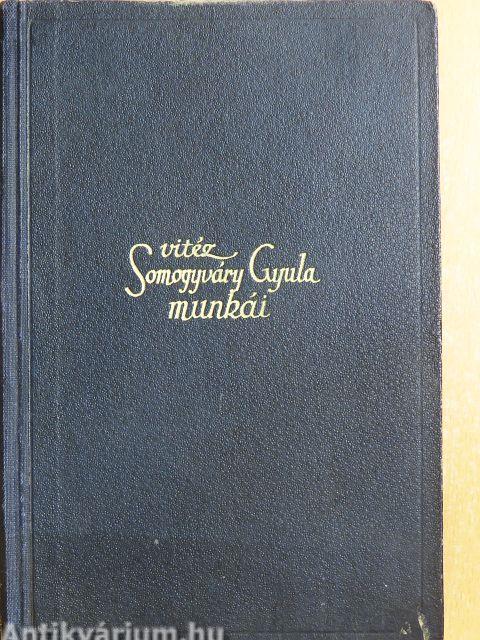 vitéz
Somogyváry Gyula
munkái
Antikvárium.hu